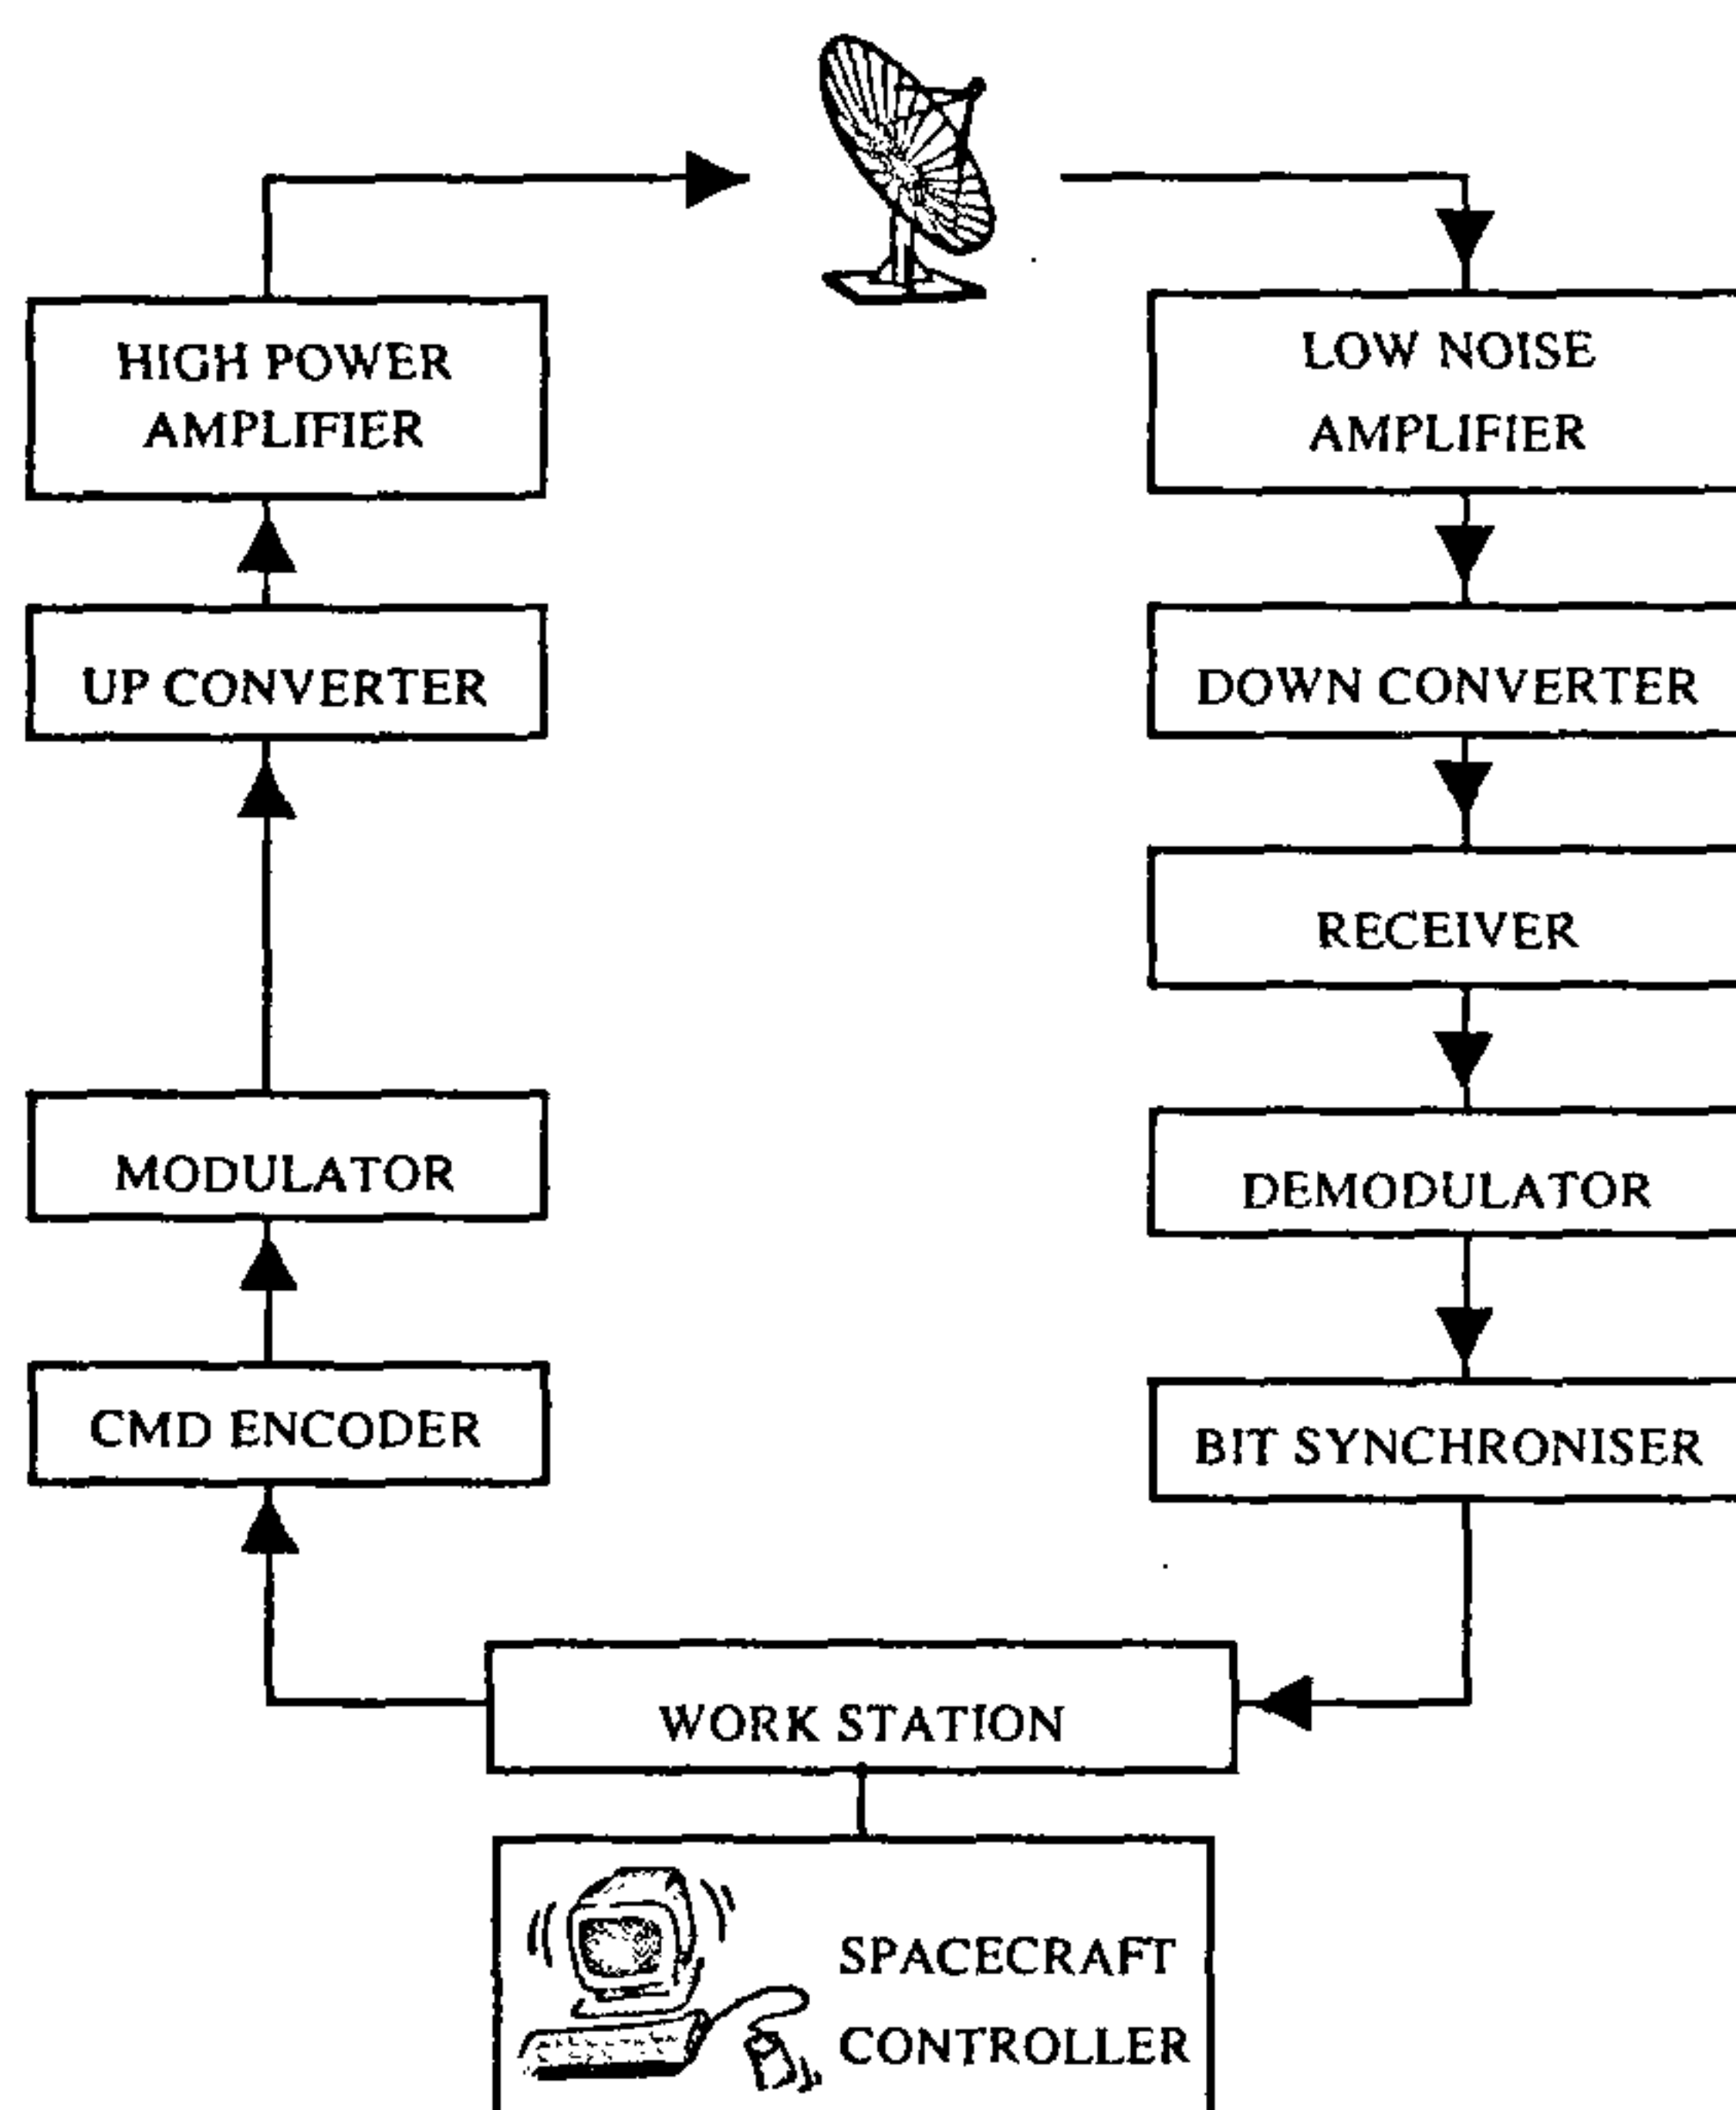 HIGH POWER
AMPLIFIER
LOW NOISE
AMPLIFIER
UP CONVERTER
DOWN CONVERTER
RECEIVER
MODULATOR
DEMODULATOR
CMD ENCODER
BIT SYNCHRONISER
WORK STATION
SPACECRAFT
CONTROLLER